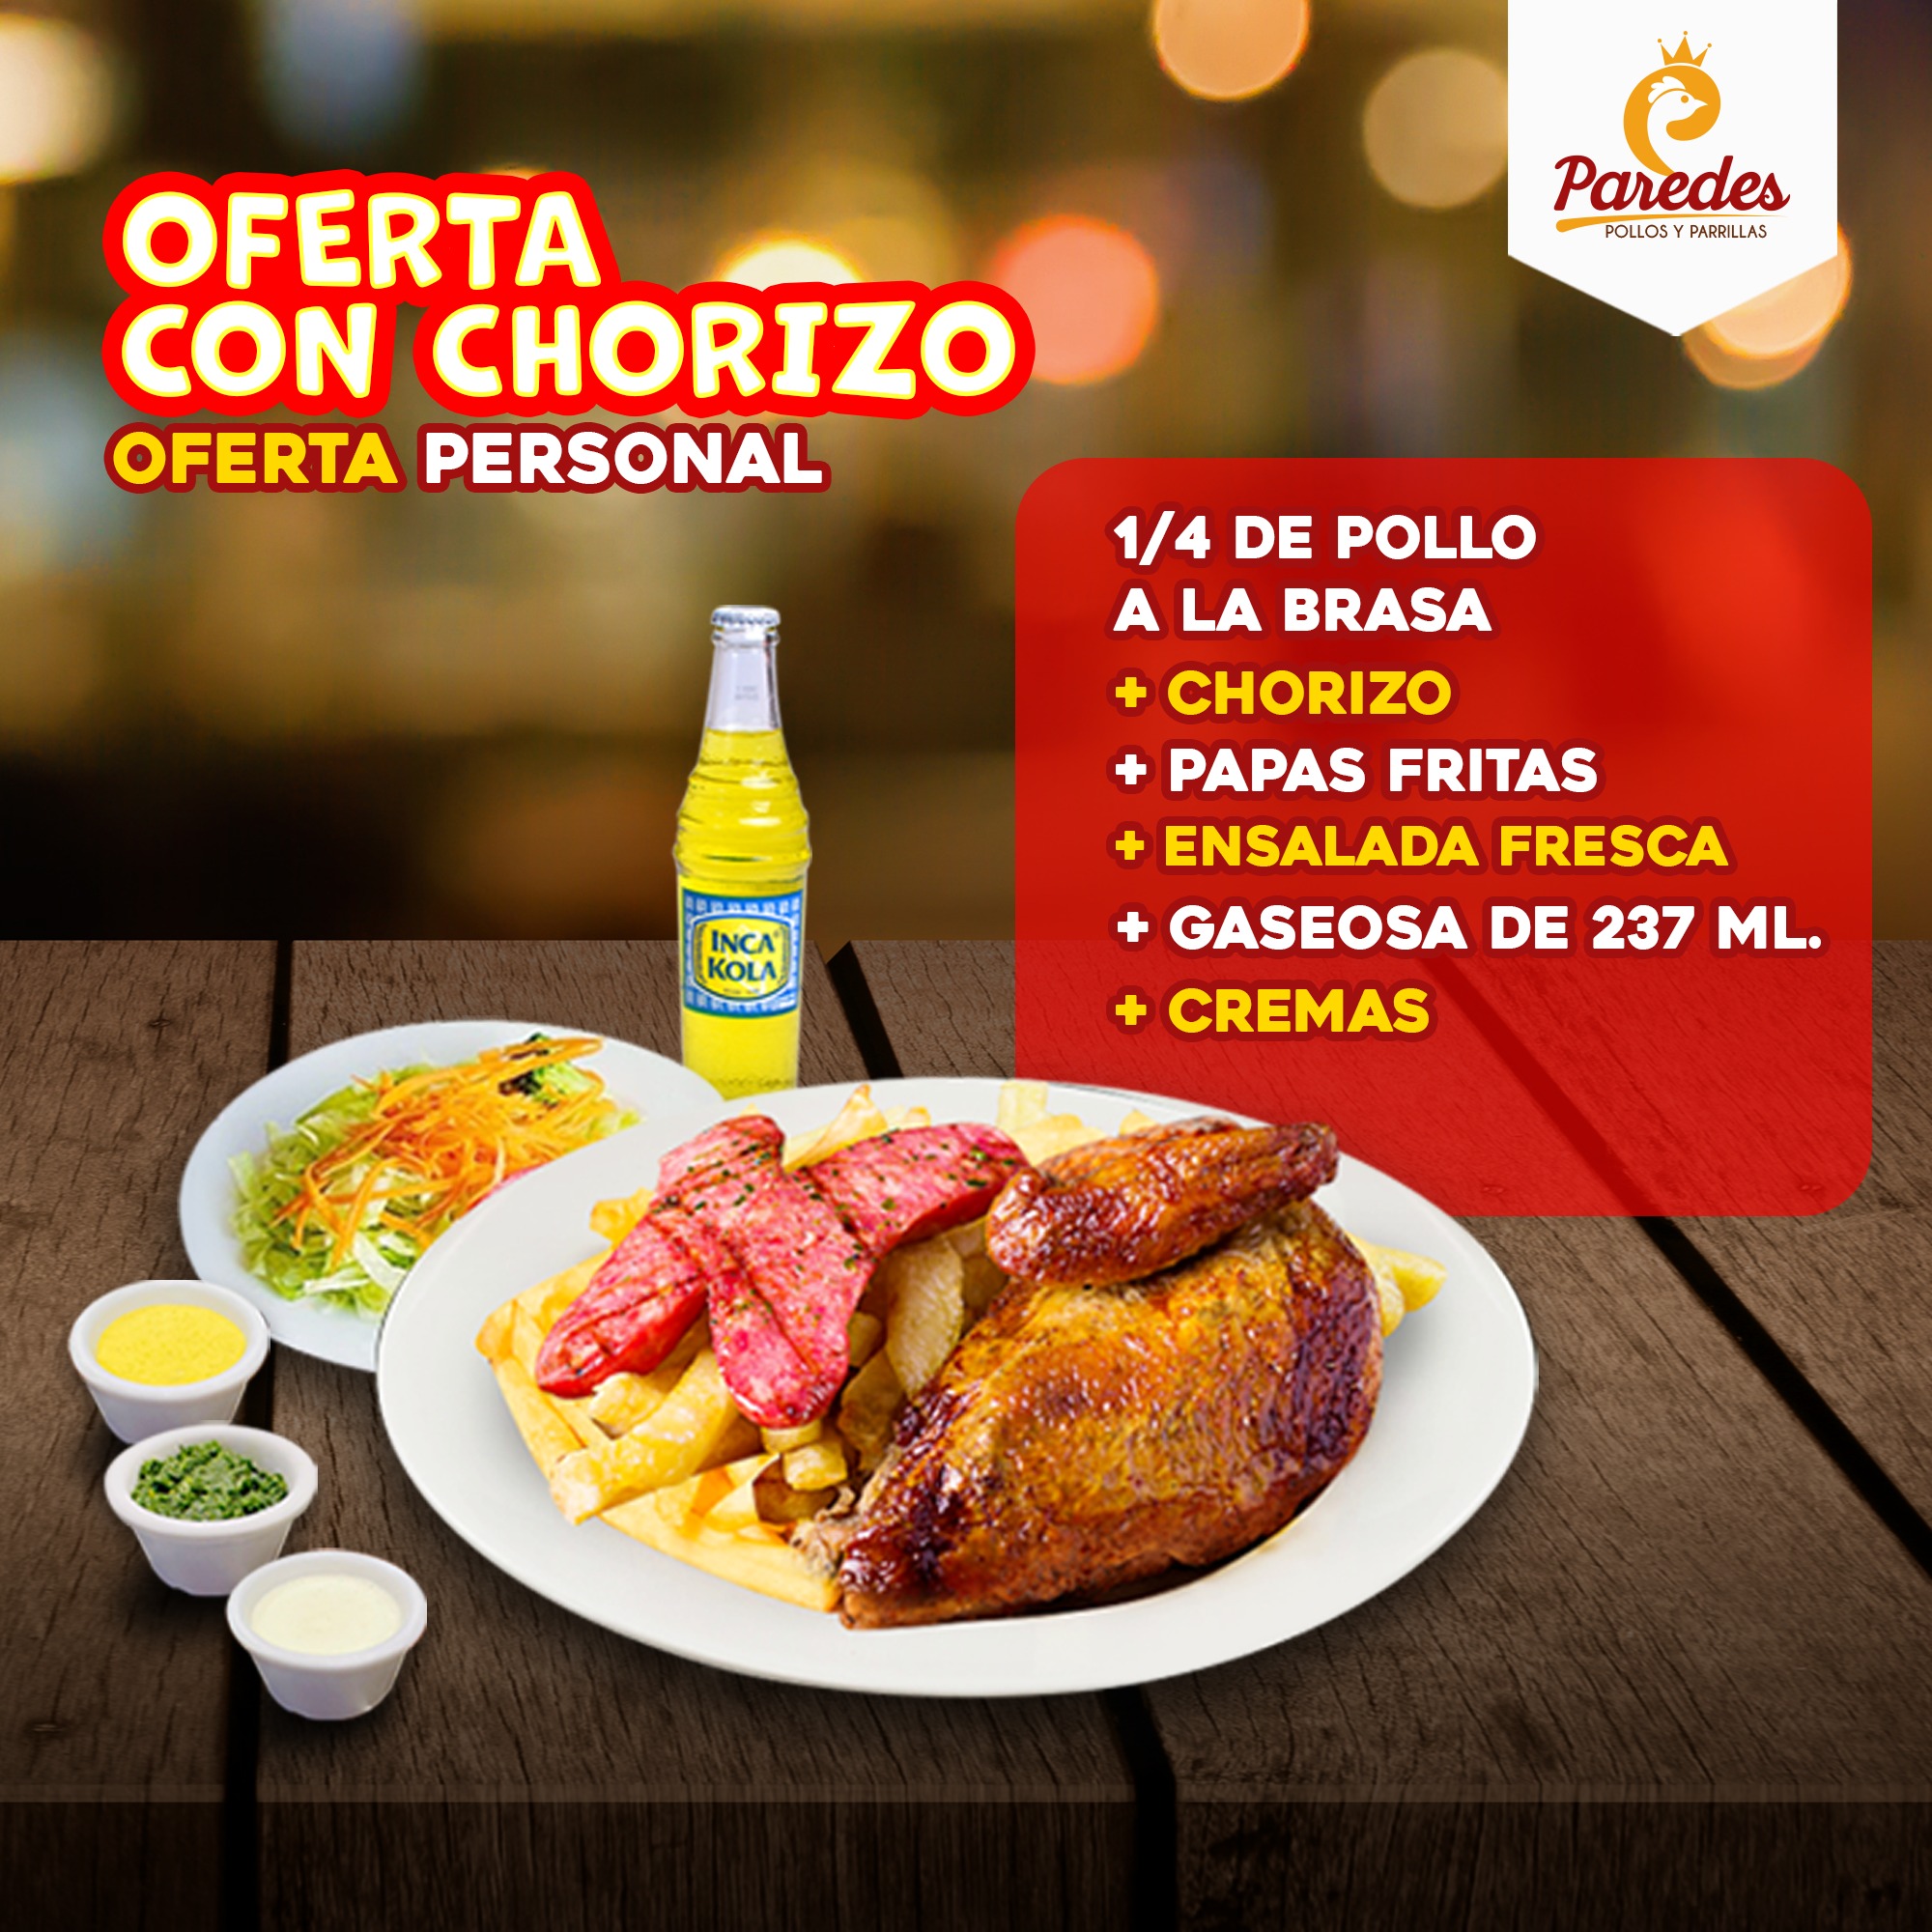 Paredes
POLLOS Y PARRILLAS
OFERTA
CON CHORIZO
OFERTA PERSONAL
1/4 DE POLLO
A LA BRASA
+ CHORIZO
+ PAPAS FRITAS
+ ENSALADA FRESCA
+ GASEOSA DE 237 ML.
+ CREMAS
INCA
KOLA